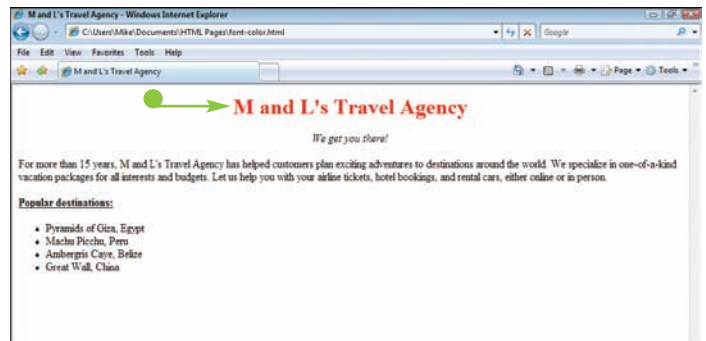 M and L's Travel Agency - Windows Internet Explorer
C:\Users\Mike\Documents\HTML Pages\font-color.html
Google
File Edit View Favorites Tools Help
M and L's Travel Agency
Page Tools
M and L's Travel Agency
We get you there!
For more than 15 years, M and L's Travel Agency has helped customers plan exciting adventures to destinations around the world. We specialize in one-of-a-kind
vacation packages for all interests and budgets. Let us help you with your airline tickets, hotel bookings, and rental cars, either online or in person.
Popular destinations:
• Pyramids of Giza, Egypt
• Machu Picchu, Peru
• Ambergris Caye, Belize
• Great Wall, China